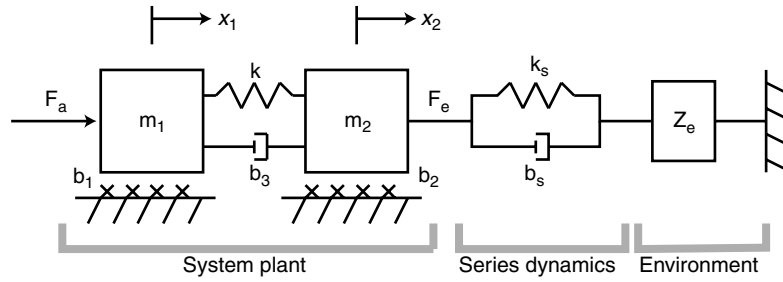 x₁ x₂
k kₛ
Fₐ m₁ m₂ Fₑ Zₑ
b₁ b₃ b₂ bₛ
System plant Series dynamics Environment